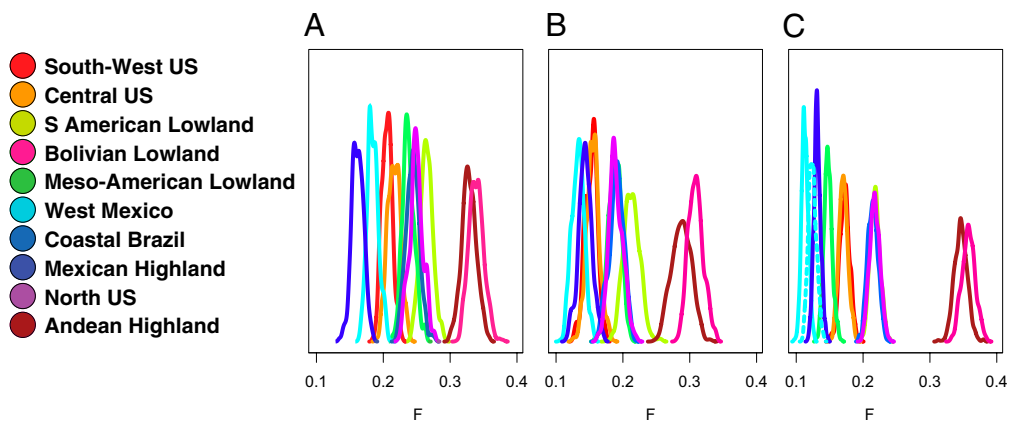 A B C
South-West US
Central US
S American Lowland
Bolivian Lowland
Meso-American Lowland
West Mexico
Coastal Brazil
Mexican Highland
North US
Andean Highland
0.1 0.2 0.3 0.4 0.1 0.2 0.3 0.4 0.1 0.2 0.3 0.4
F F F